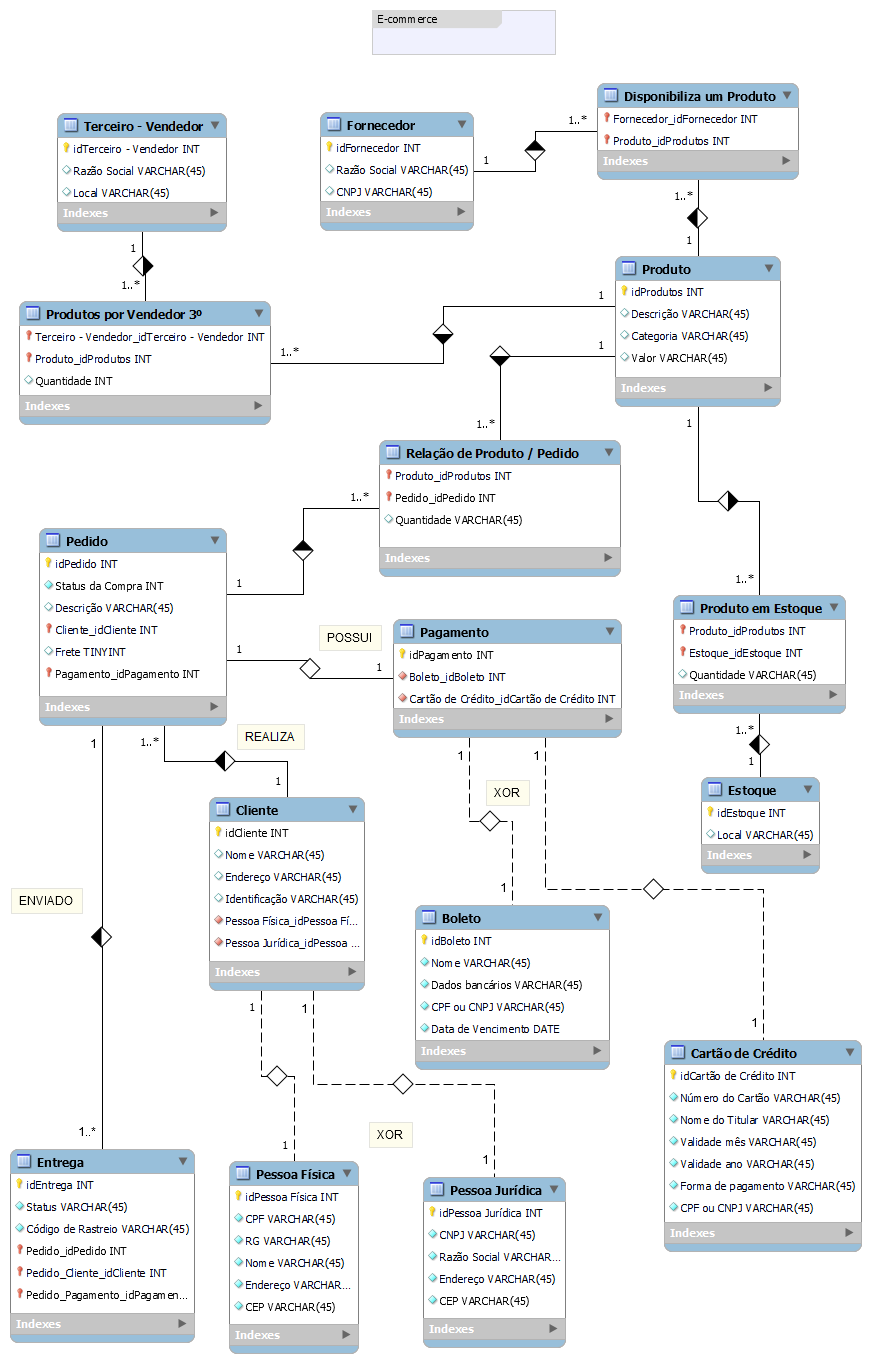 E-commerce
Terceiro - Vendedor
idTerceiro - Vendedor INT
Razão Social VARCHAR(45)
Local VARCHAR(45)
Indexes
Fornecedor
idFornecedor INT
Razão Social VARCHAR(45)
CNPJ VARCHAR(45)
Indexes
Disponibiliza um Produto
Fornecedor_idFornecedor INT
Produto_idProdutos INT
Indexes
1
1..*
1..*
1
1
1..*
Produtos por Vendedor 3º
Terceiro - Vendedor_idTerceiro - Vendedor INT
Produto_idProdutos INT
Quantidade INT
Indexes
Produto
idProdutos INT
Descrição VARCHAR(45)
Categoria VARCHAR(45)
Valor VARCHAR(45)
Indexes
1
1..*
1
1..*
1
1..*
Relação de Produto / Pedido
Produto_idProdutos INT
Pedido_idPedido INT
Quantidade VARCHAR(45)
Indexes
1..*
1
Pedido
idPedido INT
Status da Compra INT
Descrição VARCHAR(45)
Cliente_idCliente INT
Frete TINYINT
Pagamento_idPagamento INT
Indexes
POSSUI
1
1
Pagamento
idPagamento INT
Boleto_idBoleto INT
Cartão de Crédito_idCartão de Crédito INT
Indexes
Produto em Estoque
Produto_idProdutos INT
Estoque_idEstoque INT
Quantidade VARCHAR(45)
Indexes
1..*
1
Estoque
idEstoque INT
Local VARCHAR(45)
Indexes
1
1..*
REALIZA
1
1
1
XOR
Cliente
idCliente INT
Nome VARCHAR(45)
Endereço VARCHAR(45)
Identificação VARCHAR(45)
Pessoa Física_idPessoa Fí...
Pessoa Jurídica_idPessoa ...
Indexes
ENVIADO
1
Boleto
idBoleto INT
Nome VARCHAR(45)
Dados bancários VARCHAR(45)
CPF ou CNPJ VARCHAR(45)
Data de Vencimento DATE
Indexes
1
1
1
Cartão de Crédito
idCartão de Crédito INT
Número do Cartão VARCHAR(45)
Nome do Titular VARCHAR(45)
Validade mês VARCHAR(45)
Validade ano VARCHAR(45)
Forma de pagamento VARCHAR(45)
CPF ou CNPJ VARCHAR(45)
Indexes
XOR
1..*
1
1
Entrega
idEntrega INT
Status VARCHAR(45)
Código de Rastreio VARCHAR(45)
Pedido_idPedido INT
Pedido_Cliente_idCliente INT
Pedido_Pagamento_idPagamen...
Indexes
Pessoa Física
idPessoa Física INT
CPF VARCHAR(45)
RG VARCHAR(45)
Nome VARCHAR(45)
Endereço VARCHAR...
CEP VARCHAR(45)
Indexes
Pessoa Jurídica
idPessoa Jurídica INT
CNPJ VARCHAR(45)
Razão Social VARCHAR...
Endereço VARCHAR(45)
CEP VARCHAR(45)
Indexes